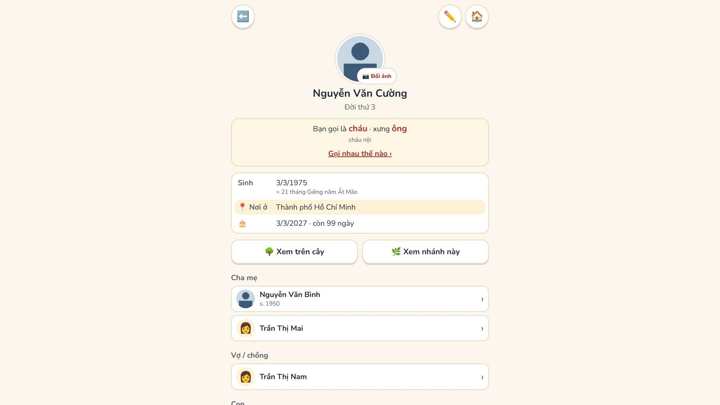 Đổi ảnh
Nguyễn Văn Cường
Đời thứ 3
Bạn gọi là cháu · xưng ông
cháu nội
Gọi nhau thế nào ›
Sinh 3/3/1975
≈ 21 tháng Giêng năm Ất Mão
Nơi ở Thành phố Hồ Chí Minh
3/3/2027 · còn 99 ngày
Xem trên cây
Xem nhánh này
Cha mẹ
Nguyễn Văn Bình
s. 1950
Trần Thị Mai
Vợ / chồng
Trần Thị Nam
Con